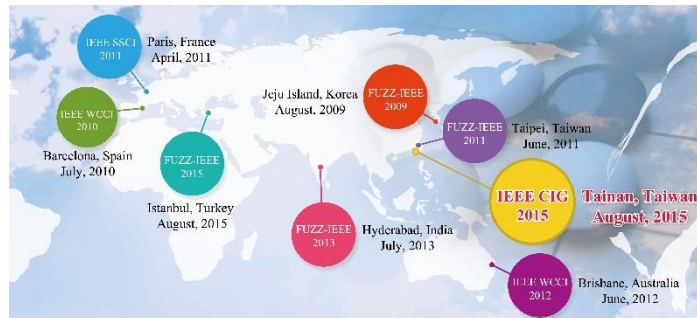 IEEE SSCI
2011
Paris, France
April, 2011
IEEE WCCI
2010
Barcelona, Spain
July, 2010
FUZZ-IEEE
2015
Istanbul, Turkey
August, 2015
Jeju Island, Korea
August, 2009
FUZZ-IEEE
2009
FUZZ-IEEE
2011
Taipei, Taiwan
June, 2011
IEEE CIG
2015
Tainan, Taiwan
August, 2015
FUZZ-IEEE
2013
Hyderabad, India
July, 2013
IEEE WCCI
2012
Brisbane, Australia
June, 2012